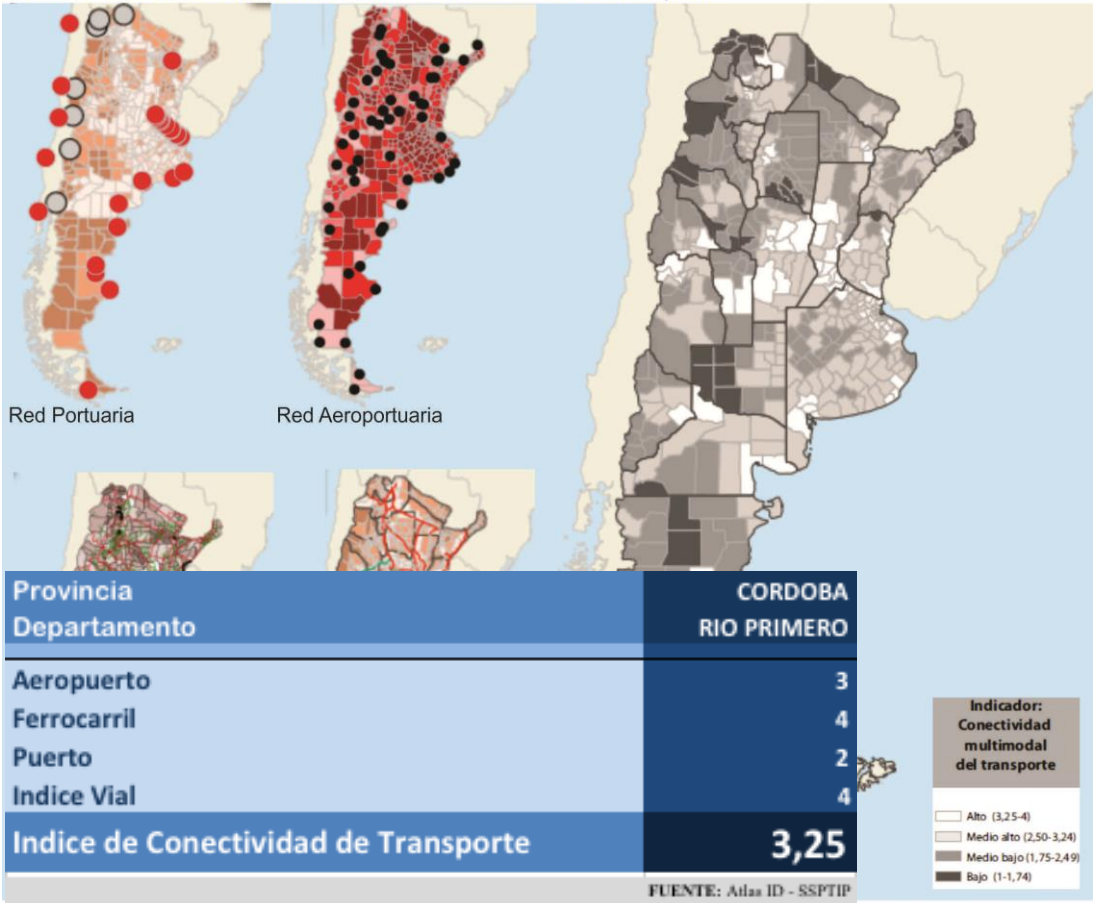 Red Portuaria
Red Aeroportuaria
Provincia CORDOBA
Departamento RIO PRIMERO
Aeropuerto 3
Ferrocarril 4
Puerto 2
Indice Vial 4
Indice de Conectividad de Transporte 3,25
FUENTE: Atlas ID - SSPTIP
Indicador:
Conectividad
multimodal
del transporte
Alto (3,25-4)
Medio alto (2,50-3,24)
Medio bajo (1,75-2,49)
Bajo (1-1,74)